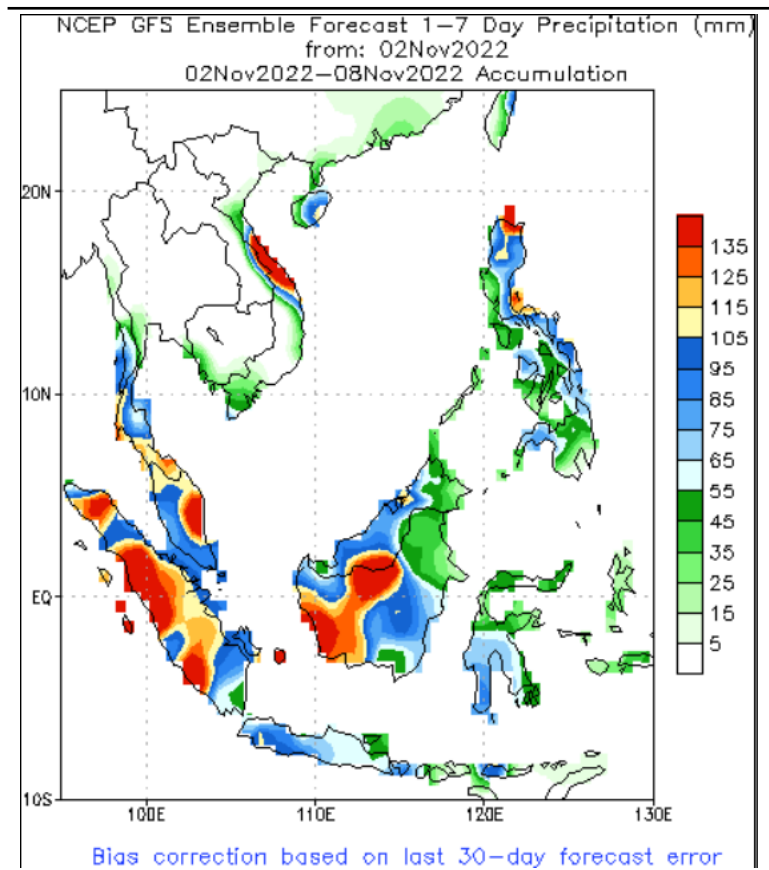 NCEP GFS Ensemble Forecast 1-7 Day Precipitation (mm)
from: 02Nov2022
02Nov2022-08Nov2022 Accumulation
20N
10N
EQ
10S
100E
110E
120E
130E
135
125
115
105
95
85
75
65
55
45
35
25
15
5
Bias correction based on last 30-day forecast error